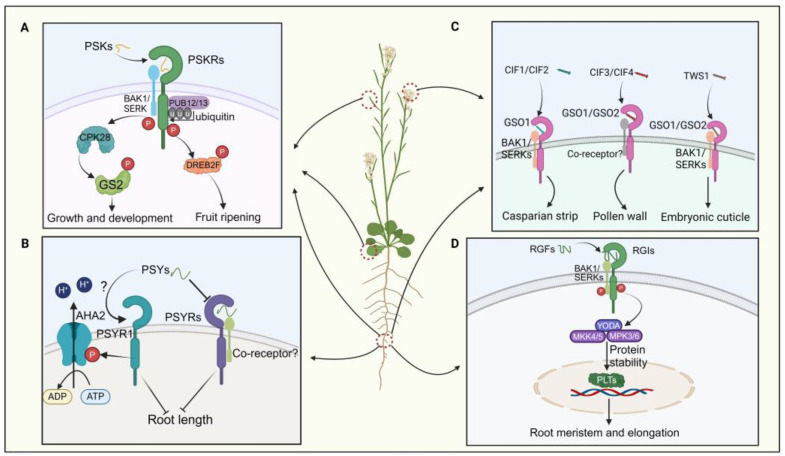 A
PSKs
PSKRs
BAK1/
SERK
PUB12/13
U U U
ubiquitin
P
P
CPK28
P
P
GS2
DREB2F
Growth and development
Fruit ripening
B
PSYs
H+
H+
?
AHA2
PSYR1
PSYRs
P
Co-receptor?
ADP
ATP
Root length
C
CIF1/CIF2
CIF3/CIF4
TWS1
GSO1
GSO1/GSO2
GSO1/GSO2
BAK1/
SERKs
Co-receptor?
BAK1/
SERKs
Casparian strip
Pollen wall
Embryonic cuticle
D
RGFs
RGIs
BAK1/
SERKs
P
P
YODA
MKK4/5
MPK3/6
Protein
stability
PLTs
Root meristem and elongation